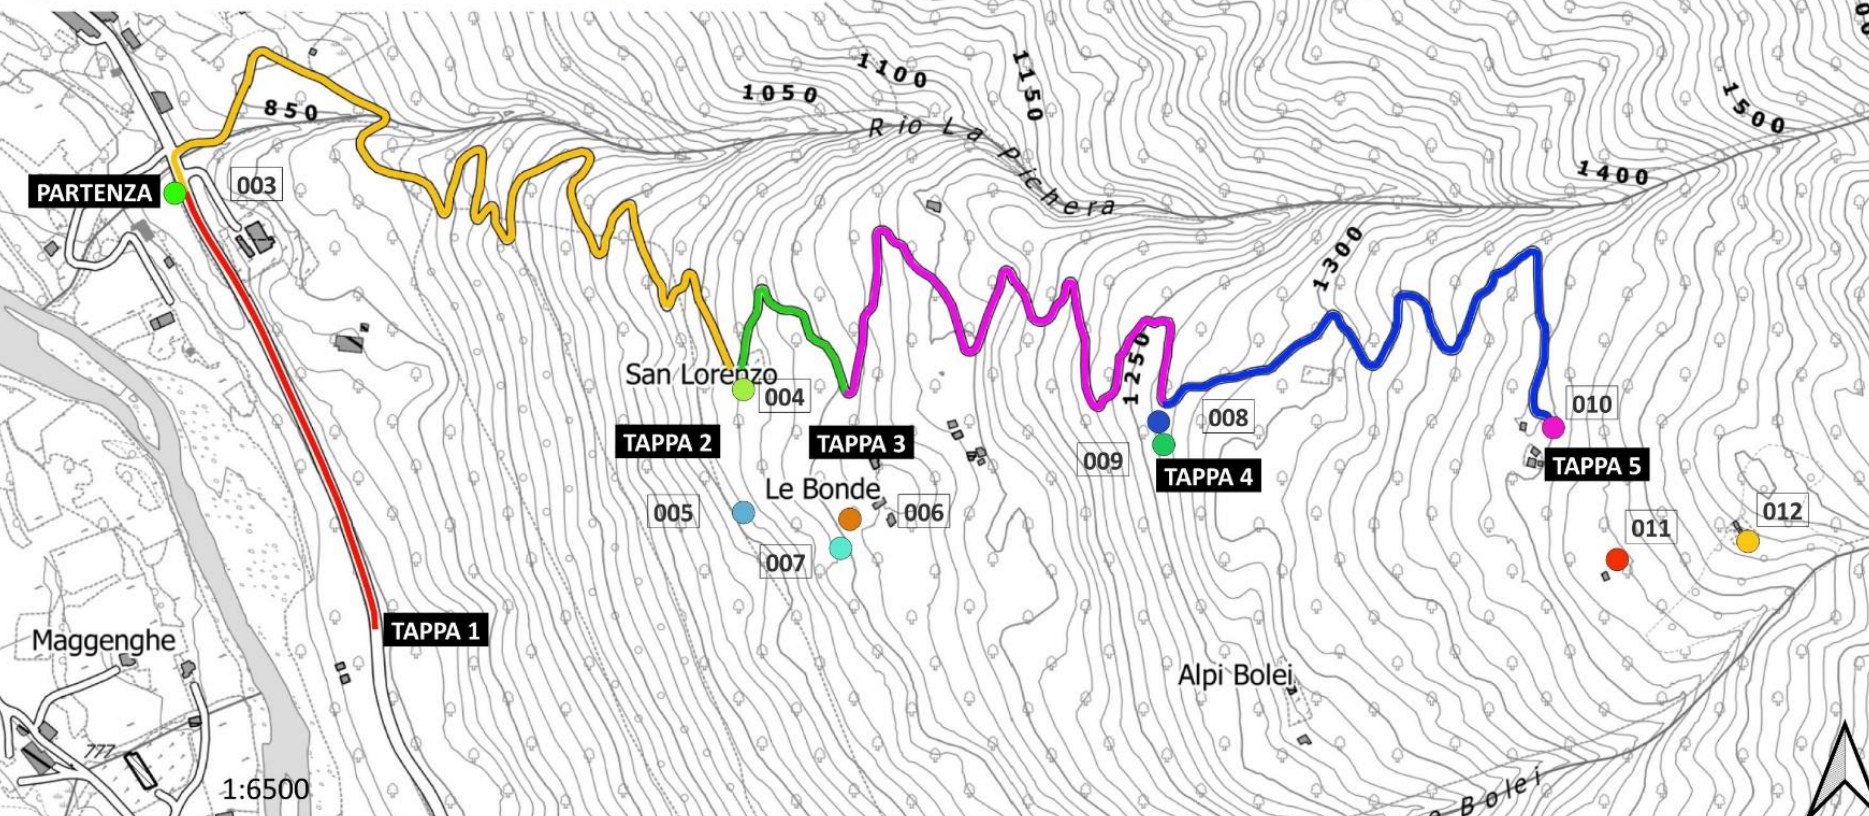 1100
1150
1050
850
1500
Rio La Pichera
1400
PARTENZA
003
1300
1250
San Lorenzo
004
010
008
TAPPA 2
TAPPA 3
009
TAPPA 4
TAPPA 5
Le Bonde
005
006
012
011
007
TAPPA 1
Maggenghe
Alpi Bolei
777
1:6500
Bolei